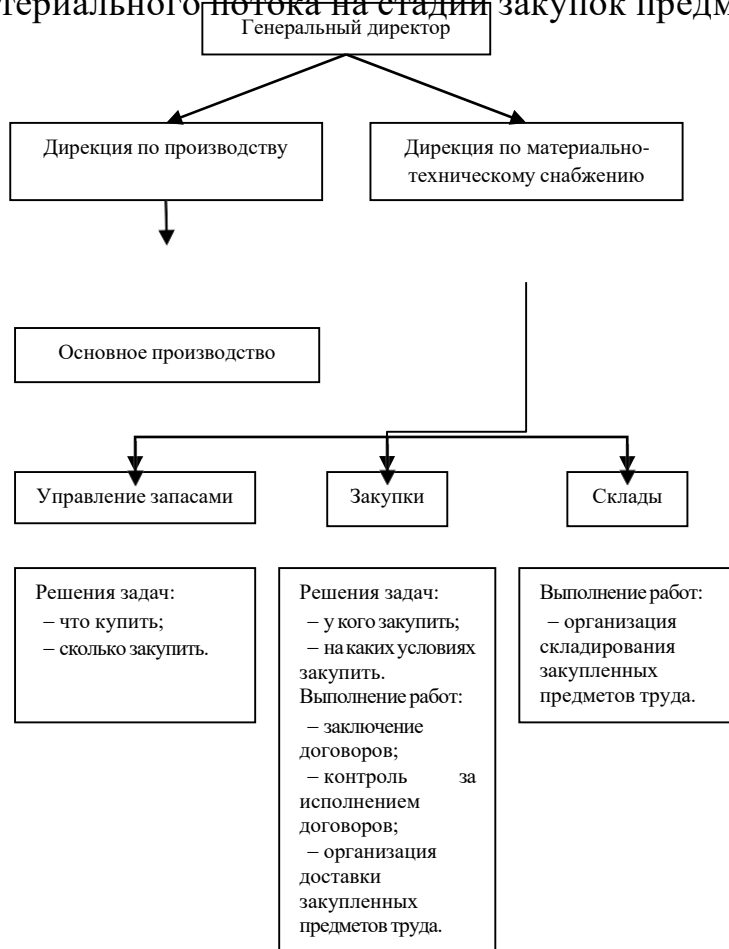 териального потока на стадии закупок предм
Генеральный директор
Дирекция по производству
Дирекция по материально-
техническому снабжению
Основное производство
Управление запасами
Закупки
Склады
Решения задач:
– что купить;
– сколько закупить.
Решения задач:
– у кого закупить;
– на каких условиях
закупить.
Выполнение работ:
– заключение
договоров;
– контроль за
исполнением
договоров;
– организация
доставки
закупленных
предметов труда.
Выполнение работ:
– организация
складирования
закупленных
предметов труда.